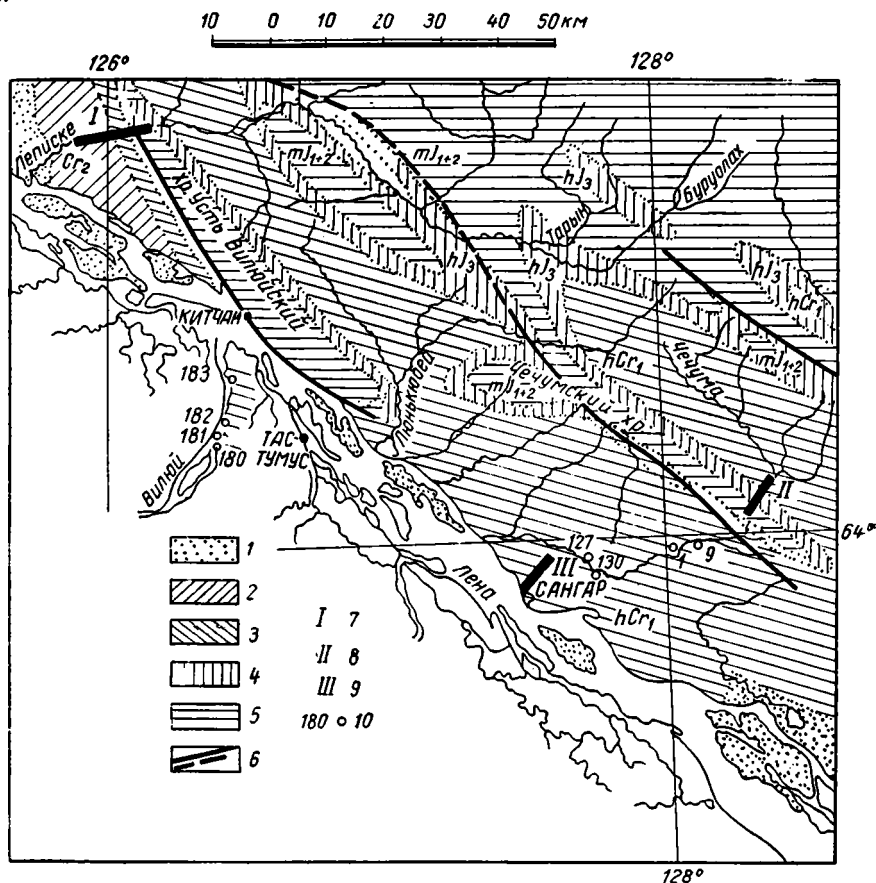 10 0 10 20 30 40 50 км
126° 128°
I
Леписке
Cr₂
хр. Усть Вилюйский
mJ₁₊₂
mJ₁₊₂
hJ₃
Тарын
Буруолах
hJ₃
hJ₃
hJ₃
hCr₁
КИТЧАН
Чечумский хр.
hCr₁
mJ₁₊₂
mJ₁₊₂
Чечума
Люнькюбей
183
182
181
180
Вилюй
ТАС-
ТУМУС
II
64°
127
130
1
9
III
САНГАР
Лена
hCr₁
1
2
3
4
5
6
I 7
II 8
III 9
180 ○ 10
128°